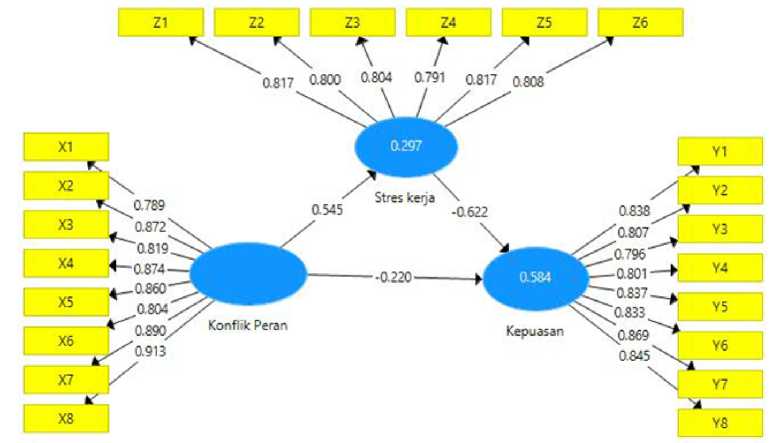 Z1 Z2 Z3 Z4 Z5 Z6
0.817 0.800 0.804 0.791 0.817 0.808
0.297
Stres kerja
X1
X2
X3
X4
X5
X6
X7
X8
0.789
0.872
0.819
0.874
0.860
0.804
0.890
0.913
Konflik Peran
0.545
-0.622
-0.220
0.584
Kepuasan
0.838
0.807
0.796
0.801
0.837
0.833
0.869
0.845
Y1
Y2
Y3
Y4
Y5
Y6
Y7
Y8